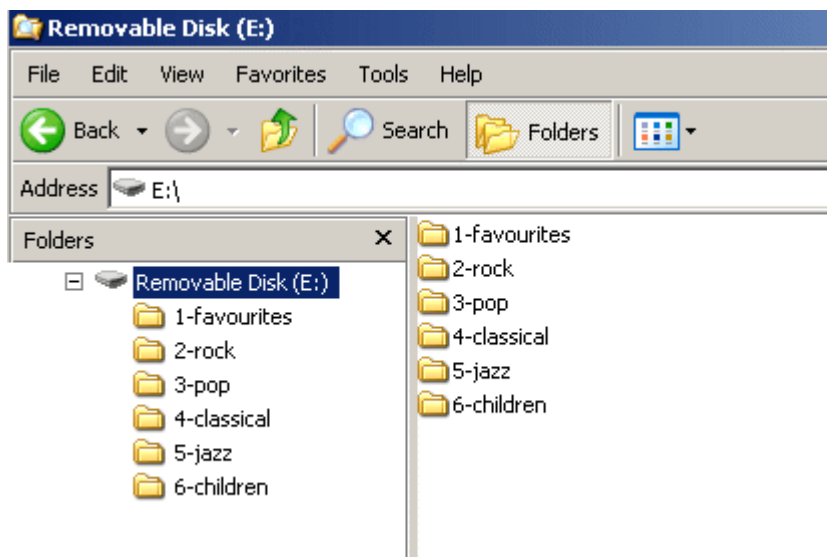 Removable Disk (E:)
File Edit View Favorites Tools Help
Back Search Folders
Address E:\
Folders
Removable Disk (E:)
1-favourites
2-rock
3-pop
4-classical
5-jazz
6-children
1-favourites
2-rock
3-pop
4-classical
5-jazz
6-children